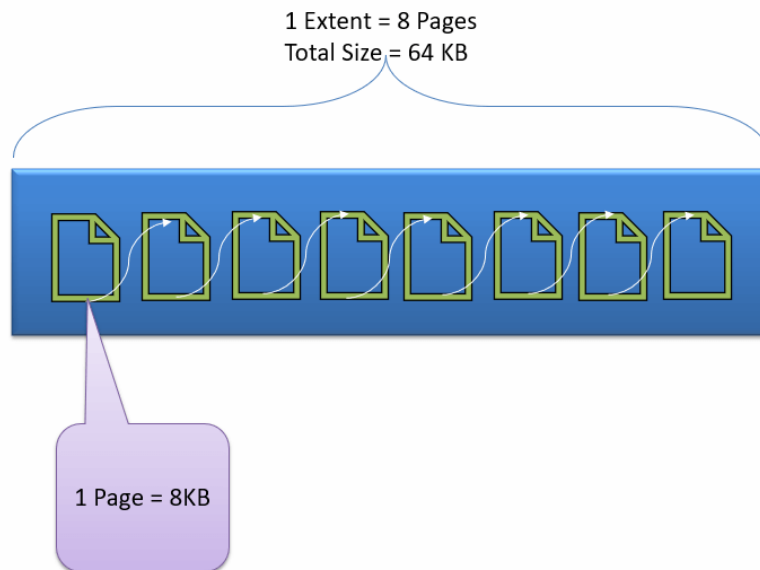 1 Extent = 8 Pages
Total Size = 64 KB
1 Page = 8KB